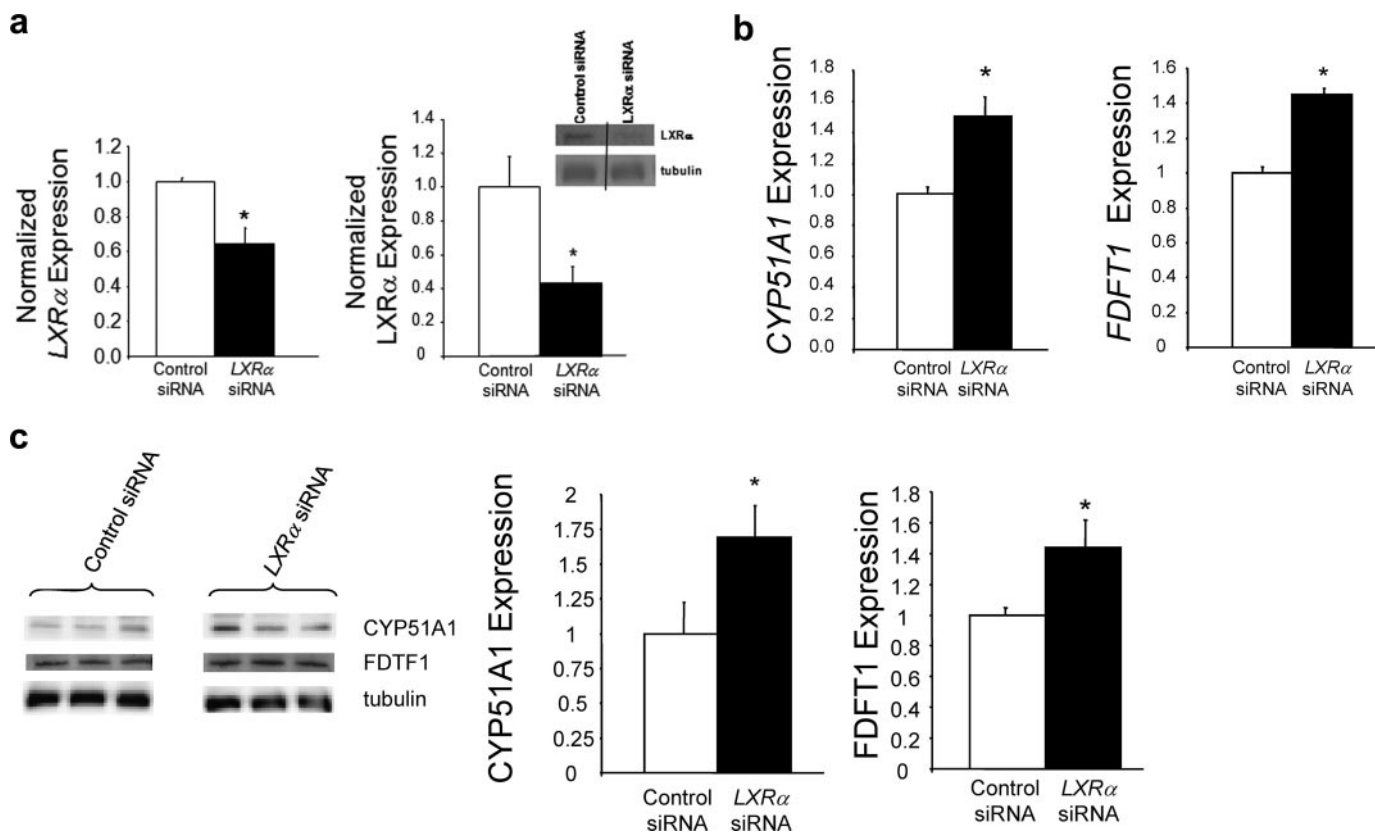 a
Normalized
LXRα Expression
1.2
1.0
0.8
0.6
0.4
0.2
0.0
*
Control
siRNA
LXRα
siRNA
Normalized
LXRα Expression
1.4
1.2
1.0
0.8
0.6
0.4
0.2
0.0
*
Control
siRNA
LXRα
siRNA
Control siRNA
LXRα siRNA
LXRα
tubulin
b
CYP51A1 Expression
1.8
1.6
1.4
1.2
1.0
0.8
0.6
0.4
0.2
0.0
*
Control
siRNA
LXRα
siRNA
FDFT1 Expression
1.6
1.4
1.2
1.0
0.8
0.6
0.4
0.2
0
*
Control
siRNA
LXRα
siRNA
c
Control siRNA
LXRα siRNA
CYP51A1
FDTF1
tubulin
CYP51A1 Expression
2
1.75
1.5
1.25
1
0.75
0.5
0.25
0
*
Control
siRNA
LXRα
siRNA
FDFT1 Expression
1.8
1.6
1.4
1.2
1
0.8
0.6
0.4
0.2
0
*
Control
siRNA
LXRα
siRNA